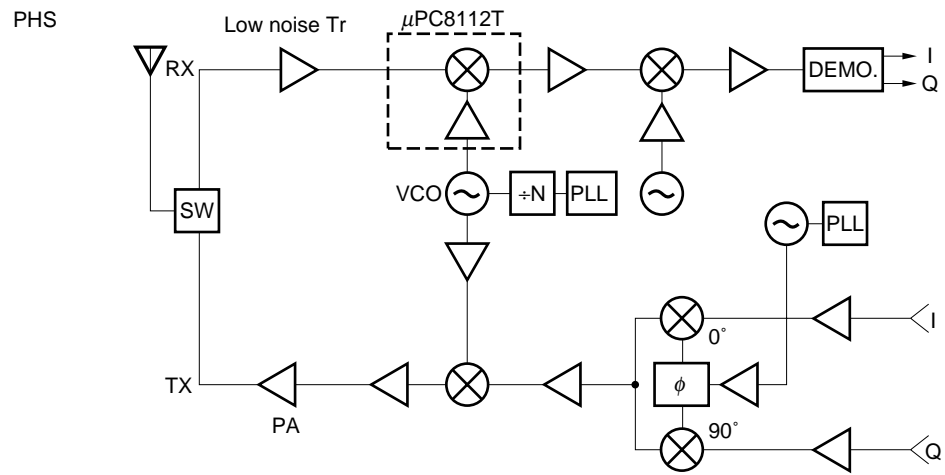 PHS
Low noise Tr
μPC8112T
RX
DEMO.
I
Q
VCO
÷N
PLL
SW
PLL
0°
I
TX
PA
φ
90°
Q